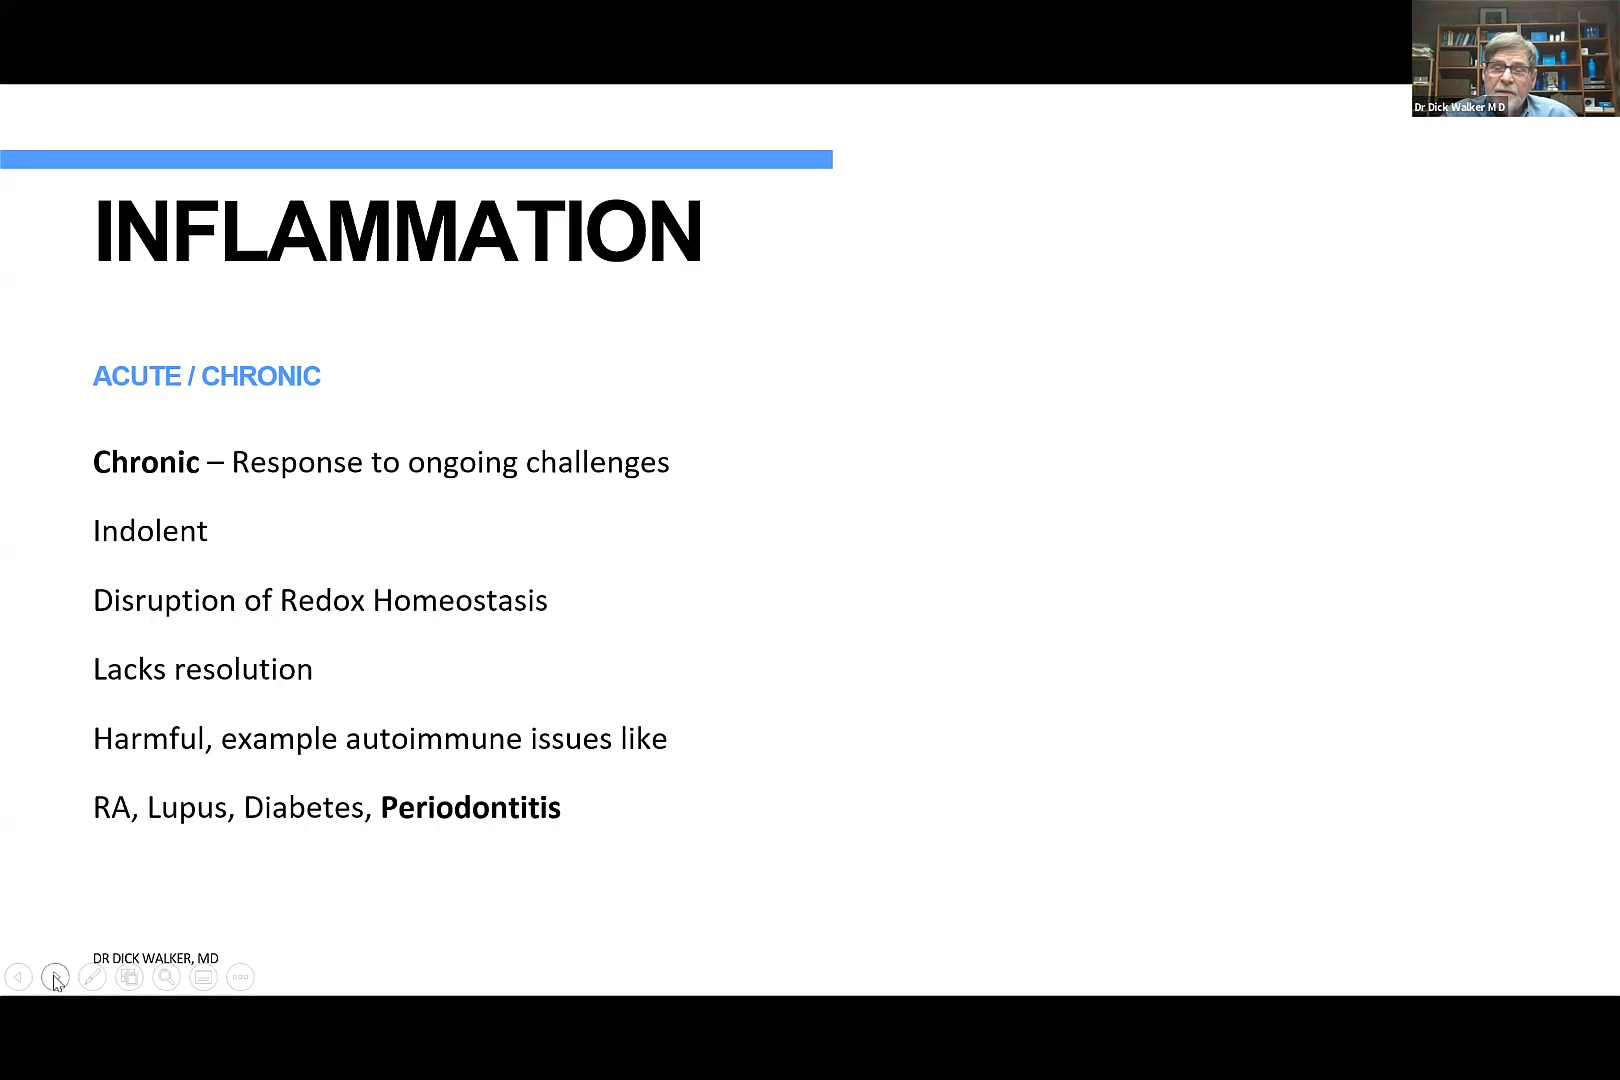 Dr Dick Walker M D
INFLAMMATION
ACUTE / CHRONIC
Chronic – Response to ongoing challenges
Indolent
Disruption of Redox Homeostasis
Lacks resolution
Harmful, example autoimmune issues like
RA, Lupus, Diabetes, Periodontitis
DR DICK WALKER, MD